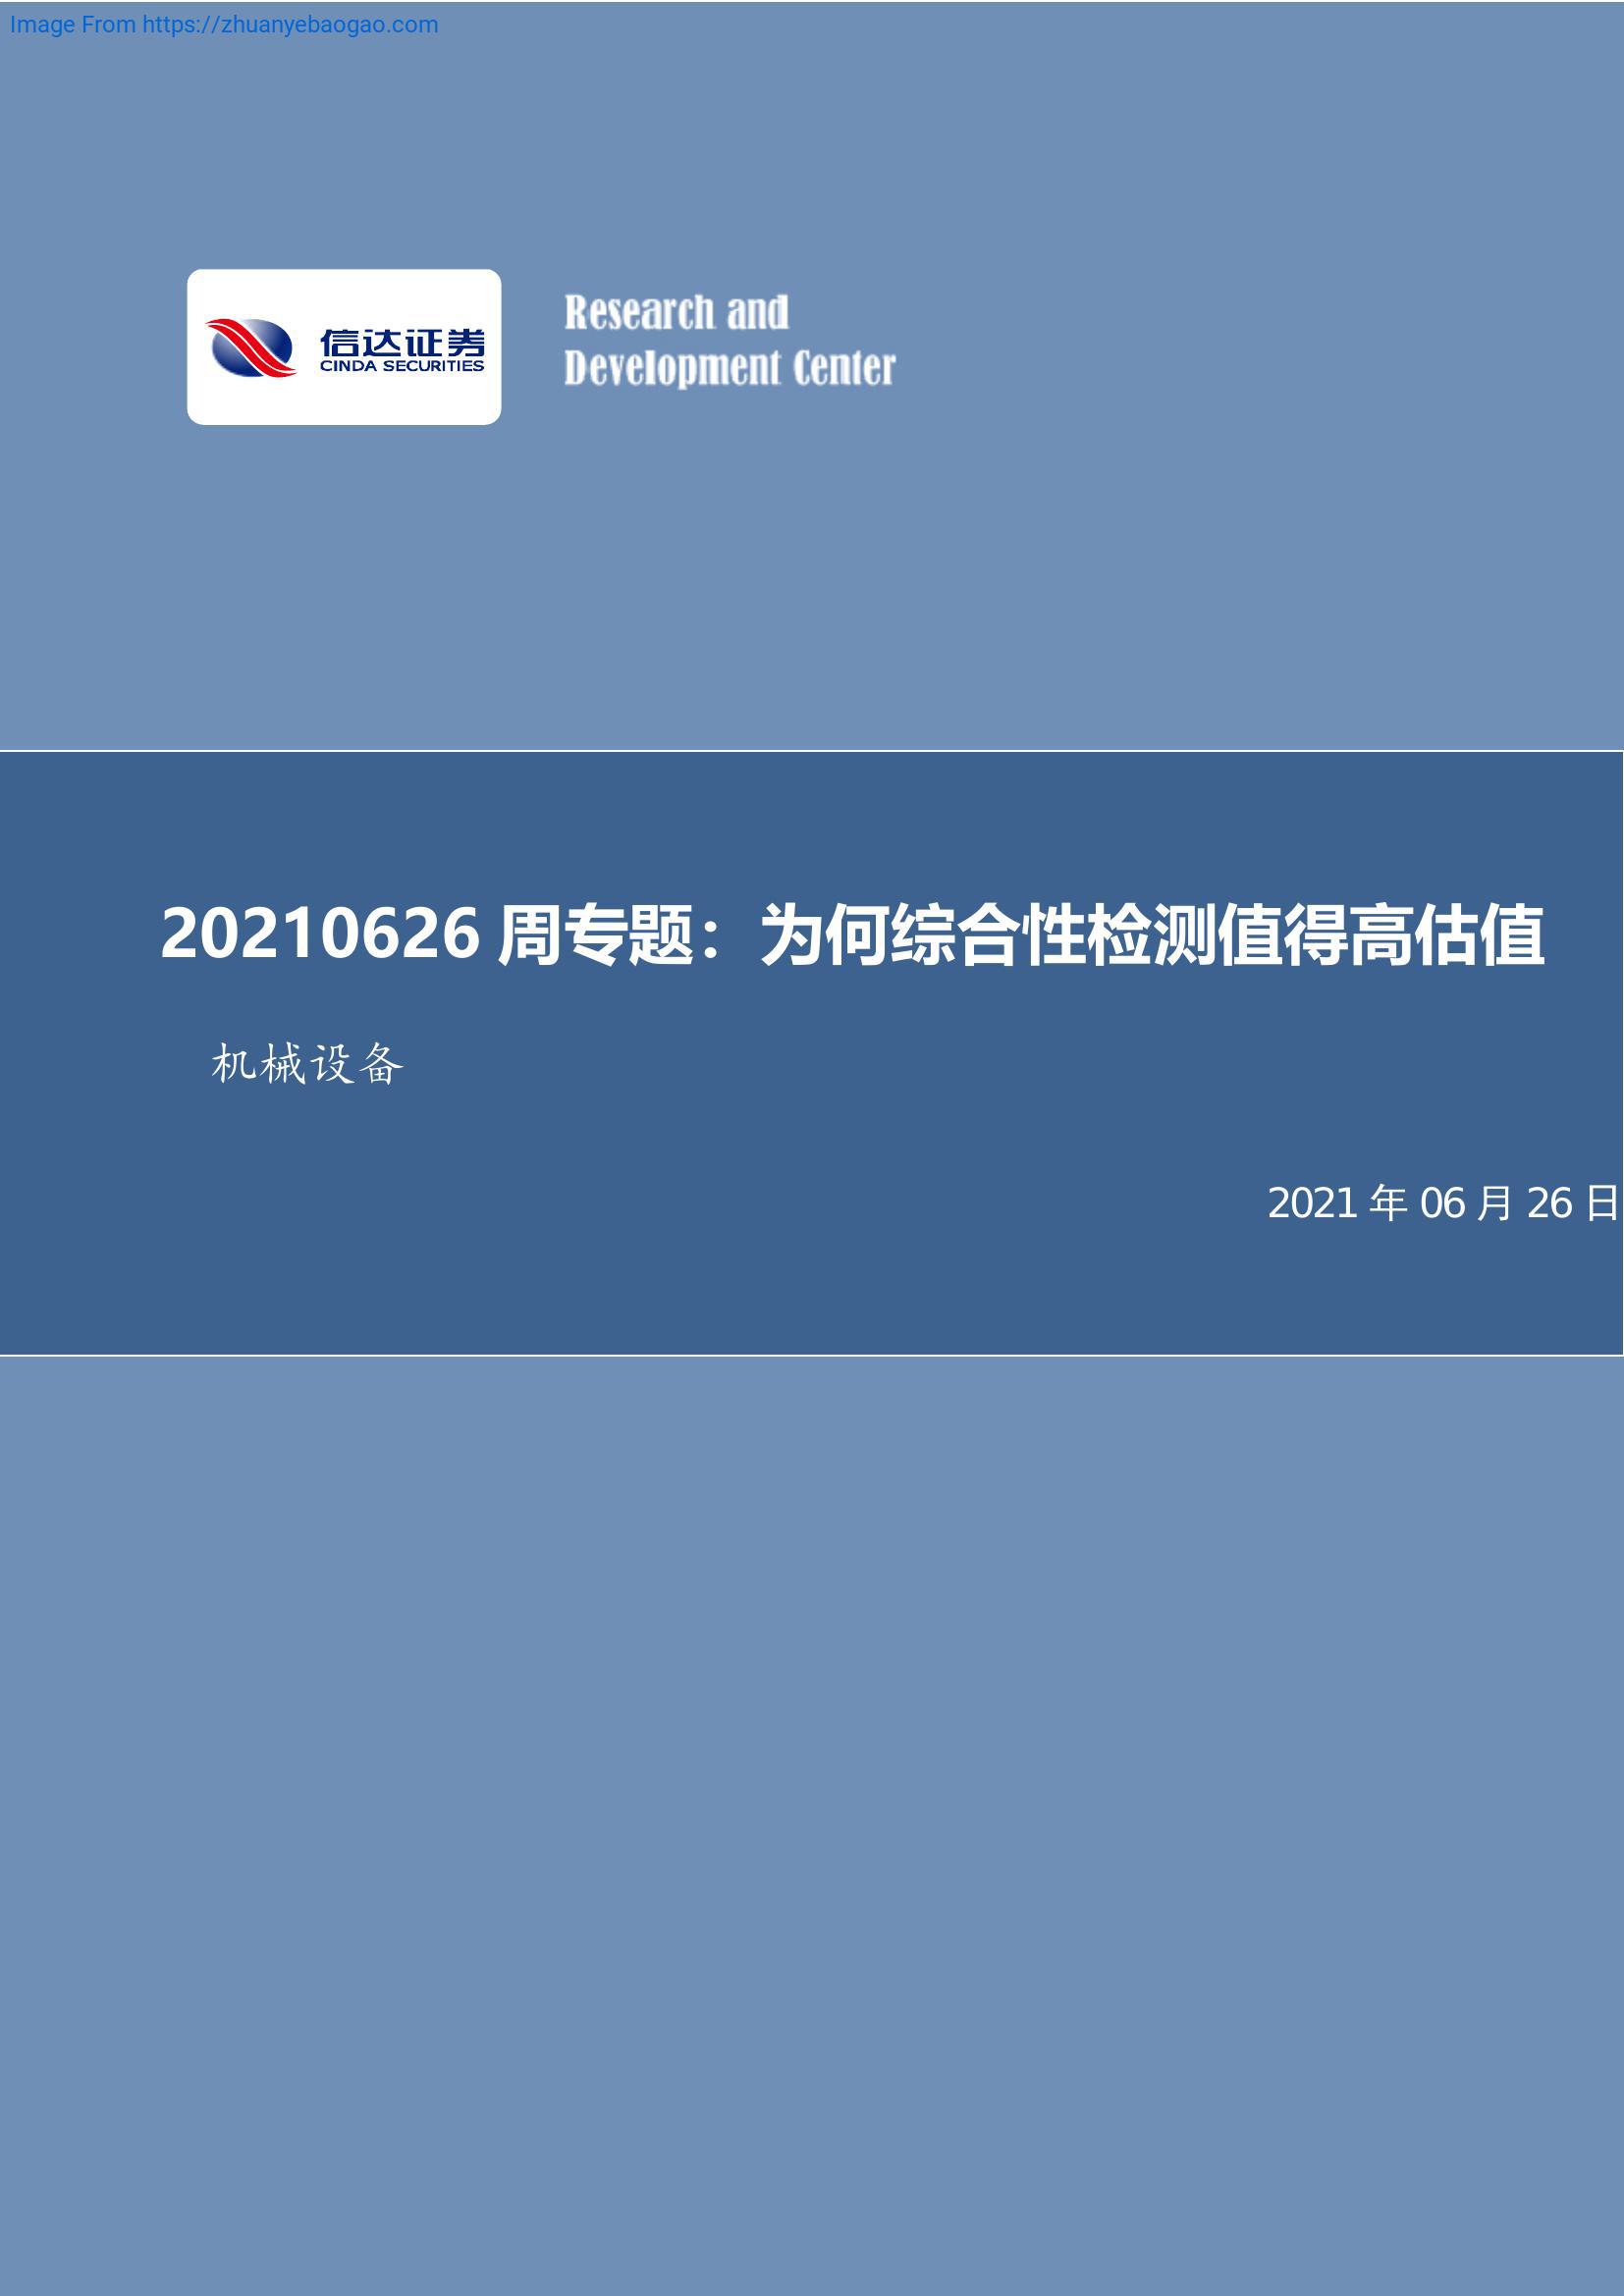 Image From https://zhuanyebaogao.com
信达证券
CINDA SECURITIES
Research and
Development Center
20210626 周专题：为何综合性检测值得高估值
机械设备
2021 年 06 月 26 日